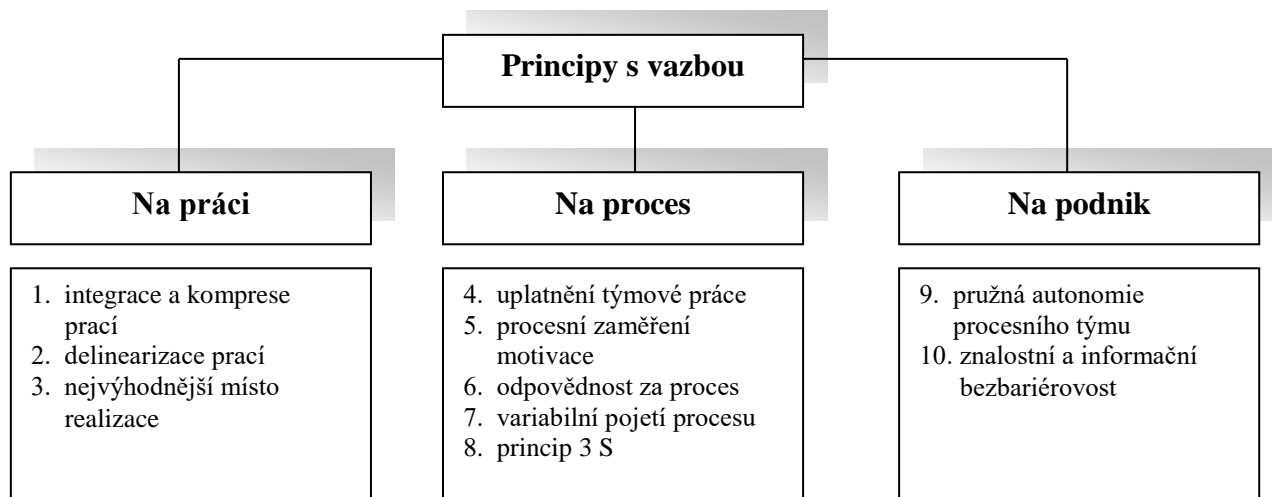 Principy s vazbou
Na práci
Na proces
Na podnik
1. integrace a komprese
prací
2. delinearizace prací
3. nejvýhodnější místo
realizace
4. uplatnění týmové práce
5. procesní zaměření
motivace
6. odpovědnost za proces
7. variabilní pojetí procesu
8. princip 3 S
9. pružná autonomie
procesního týmu
10. znalostní a informační
bezbariérovost